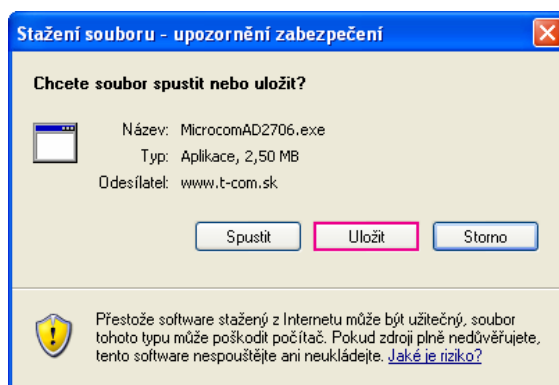 Stažení souboru - upozornění zabezpečení
Chcete soubor spustit nebo uložit?
Název: MicrocomAD2706.exe
Typ: Aplikace, 2,50 MB
Odesílatel: www.t-com.sk
Spustit Uložit Storno
Přestože software stažený z Internetu může být užitečný, soubor
tohoto typu může poškodit počítač. Pokud zdroji plně nedůvěřujete,
tento software nespouštějte ani neukládejte. Jaké je riziko?